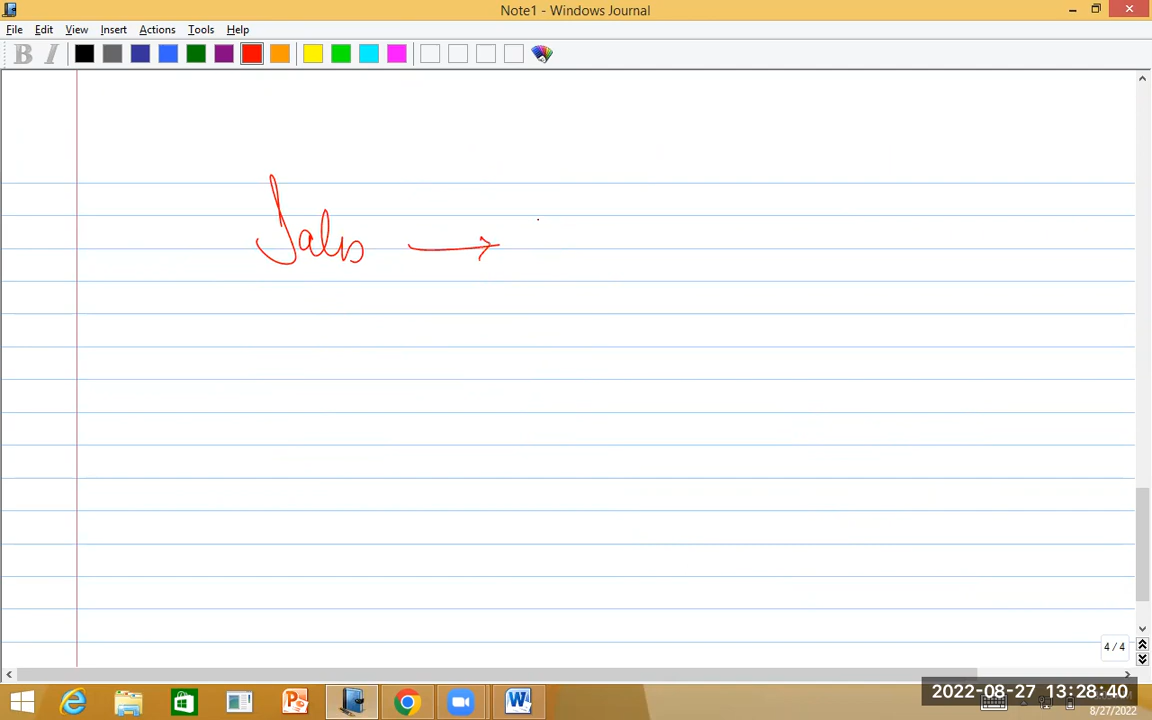 Note1 - Windows Journal
File Edit View Insert Actions Tools Help
B I
→
4 / 4
2022-08-27 13:28:40
8/27/2022